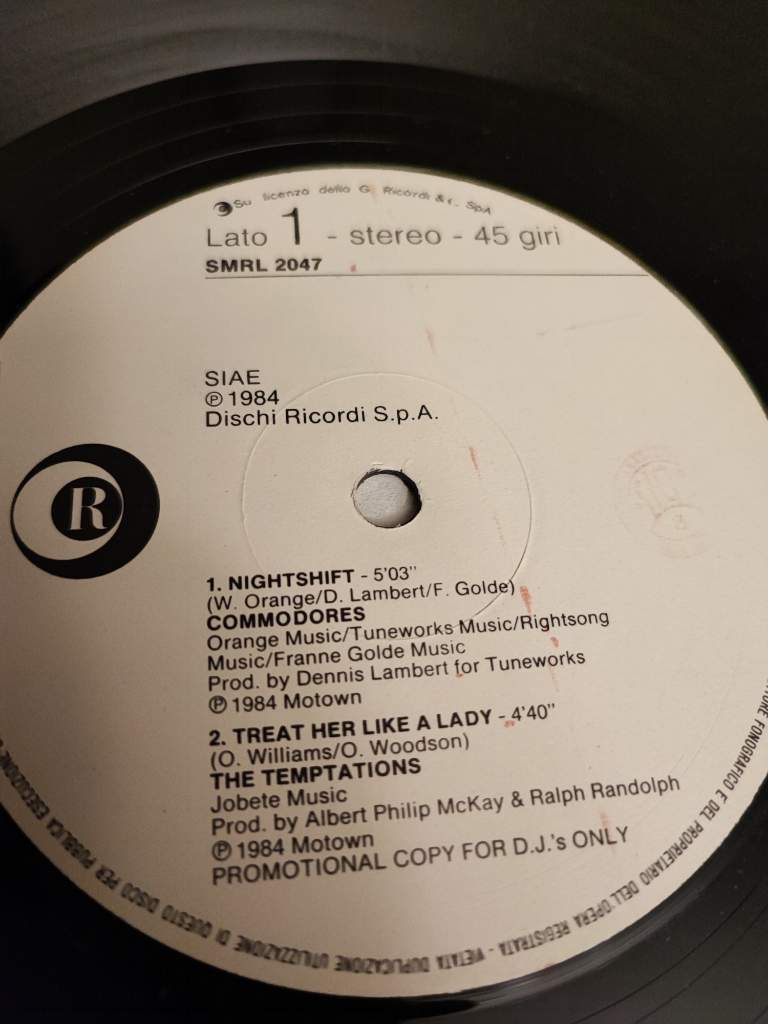 Su licenza della G. Ricordi & C. SpA
Lato 1 - stereo - 45 giri
SMRL 2047
SIAE
℗ 1984
Dischi Ricordi S.p.A.
R
1. NIGHTSHIFT - 5'03"
(W. Orange/D. Lambert/F. Golde)
COMMODORES
Orange Music/Tuneworks Music/Rightsong
Music/Franne Golde Music
Prod. by Dennis Lambert for Tuneworks
℗ 1984 Motown
2. TREAT HER LIKE A LADY - 4'40"
(O. Williams/O. Woodson)
THE TEMPTATIONS
Jobete Music
Prod. by Albert Philip McKay & Ralph Randolph
℗ 1984 Motown
PROMOTIONAL COPY FOR D.J.'s ONLY
FONOGRAFICO E DEL PROPRIETARIO DELL'OPERA REGISTRATA - VIETATA DUPLICAZIONE UTILIZZAZIONE DI QUESTO DISCO PER PUBBLICA ESECUZIONE